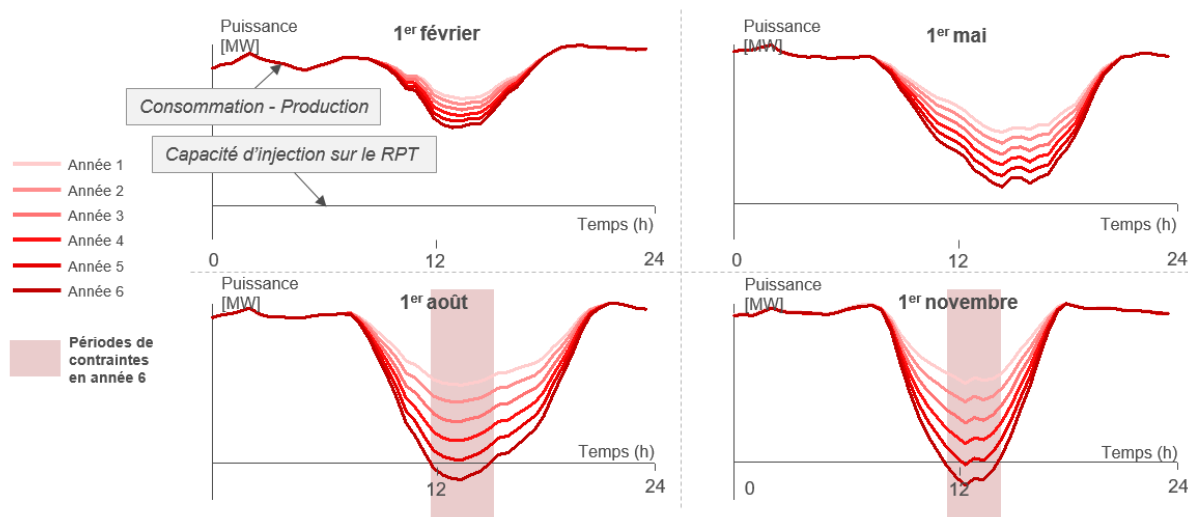 Puissance
[MW]
1er février
Consommation - Production
Capacité d'injection sur le RPT
Temps (h)
0
12
24
Puissance
[MW]
1er mai
Temps (h)
0
12
24
Année 1
Année 2
Année 3
Année 4
Année 5
Année 6
Périodes de
contraintes
en année 6
Puissance
[MW]
1er août
Temps (h)
12
24
Puissance
[MW]
1er novembre
Temps (h)
0
12
24